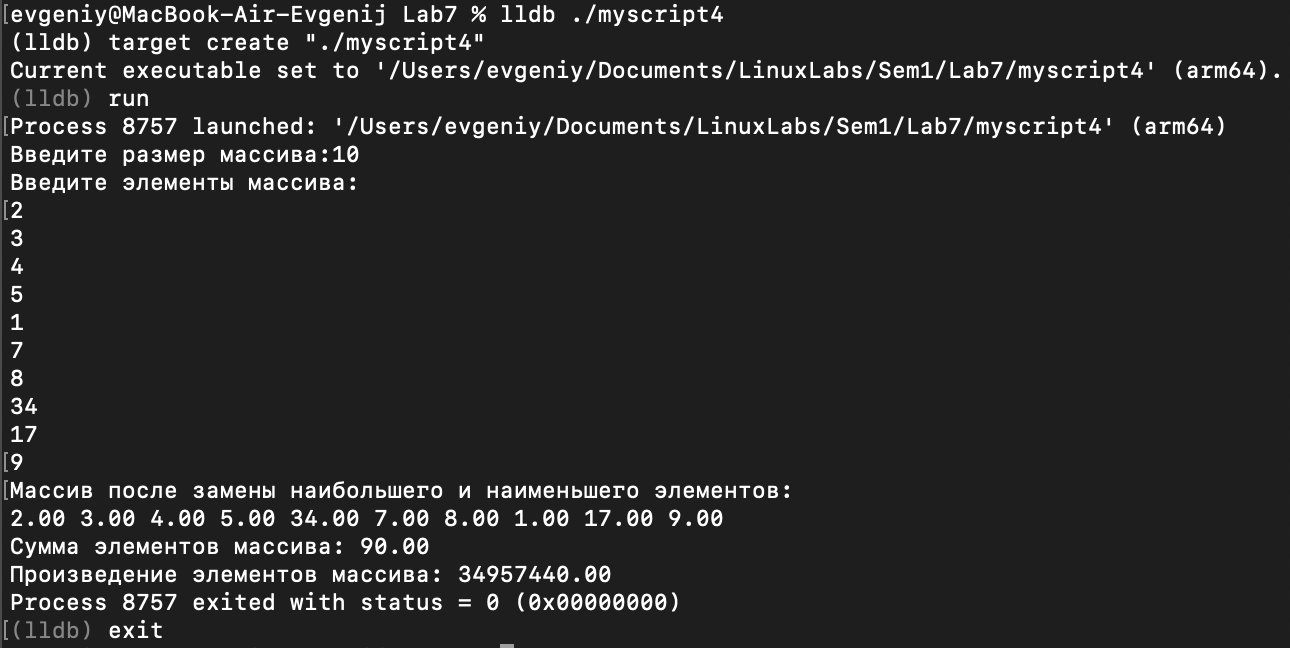 [evgeniy@MacBook-Air-Evgenij Lab7 % lldb ./myscript4
(lldb) target create "./myscript4"
Current executable set to '/Users/evgeniy/Documents/LinuxLabs/Sem1/Lab7/myscript4' (arm64).
(lldb) run
[Process 8757 launched: '/Users/evgeniy/Documents/LinuxLabs/Sem1/Lab7/myscript4' (arm64)
Введите размер массива:10
Введите элементы массива:
[2
3
4
5
1
7
8
34
17
[9
[Массив после замены наибольшего и наименьшего элементов:
2.00 3.00 4.00 5.00 34.00 7.00 8.00 1.00 17.00 9.00
Сумма элементов массива: 90.00
Произведение элементов массива: 34957440.00
Process 8757 exited with status = 0 (0x00000000)
[(lldb) exit